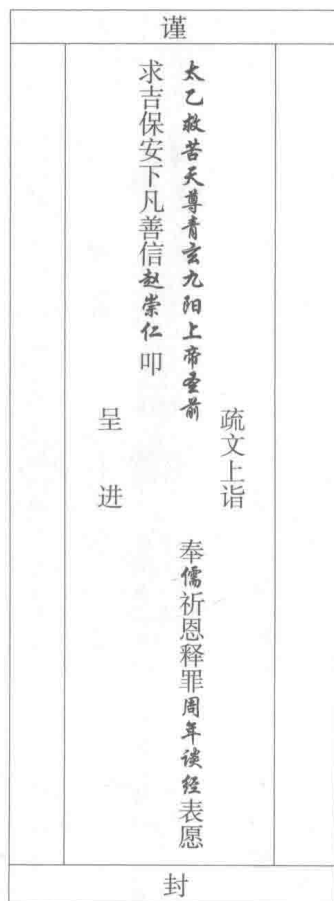 谨
疏文上诣
太乙救苦天尊青玄九阳上帝圣前
奉儒祈恩释罪周年谈经表愿
求吉保安下凡善信赵崇仁叩
呈进
封